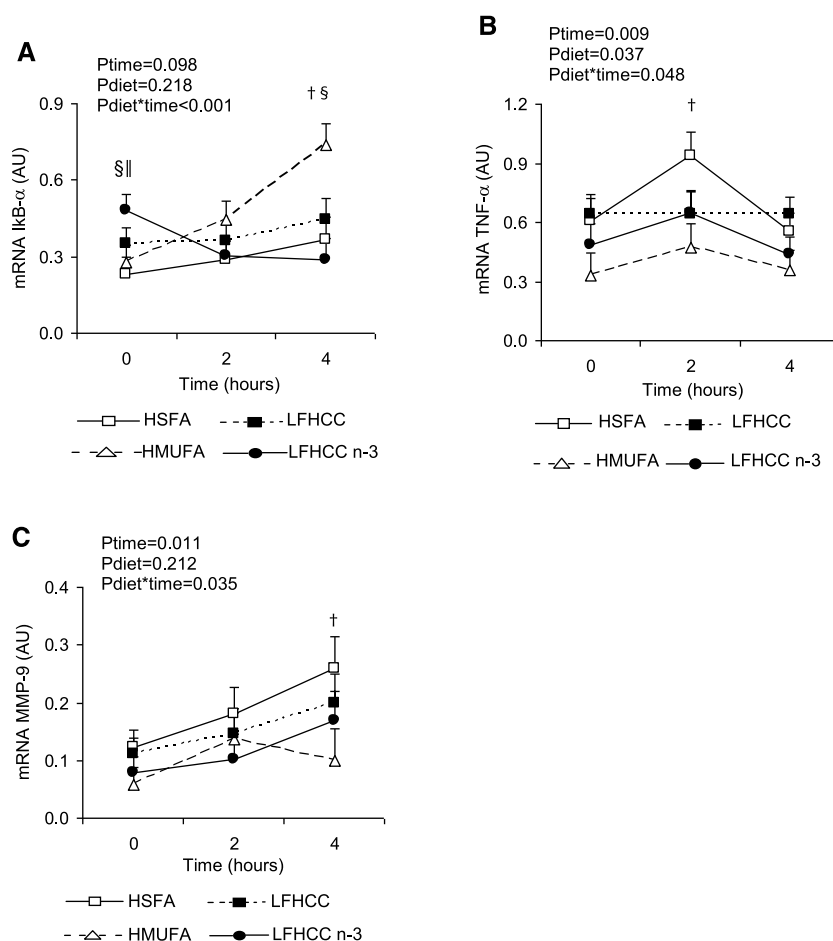 A
Ptime=0.098
Pdiet=0.218
Pdiet*time<0.001
† §
§||
mRNA IkB-α (AU)
0.9
0.6
0.3
0.0
0 2 4
Time (hours)
HSFA LFHCC
HMUFA LFHCC n-3
B
Ptime=0.009
Pdiet=0.037
Pdiet*time=0.048
†
mRNA TNF-α (AU)
1.2
0.9
0.6
0.3
0.0
0 2 4
Time (hours)
HSFA LFHCC
HMUFA LFHCC n-3
C
Ptime=0.011
Pdiet=0.212
Pdiet*time=0.035
†
mRNA MMP-9 (AU)
0.4
0.3
0.2
0.1
0.0
0 2 4
Time (hours)
HSFA LFHCC
HMUFA LFHCC n-3